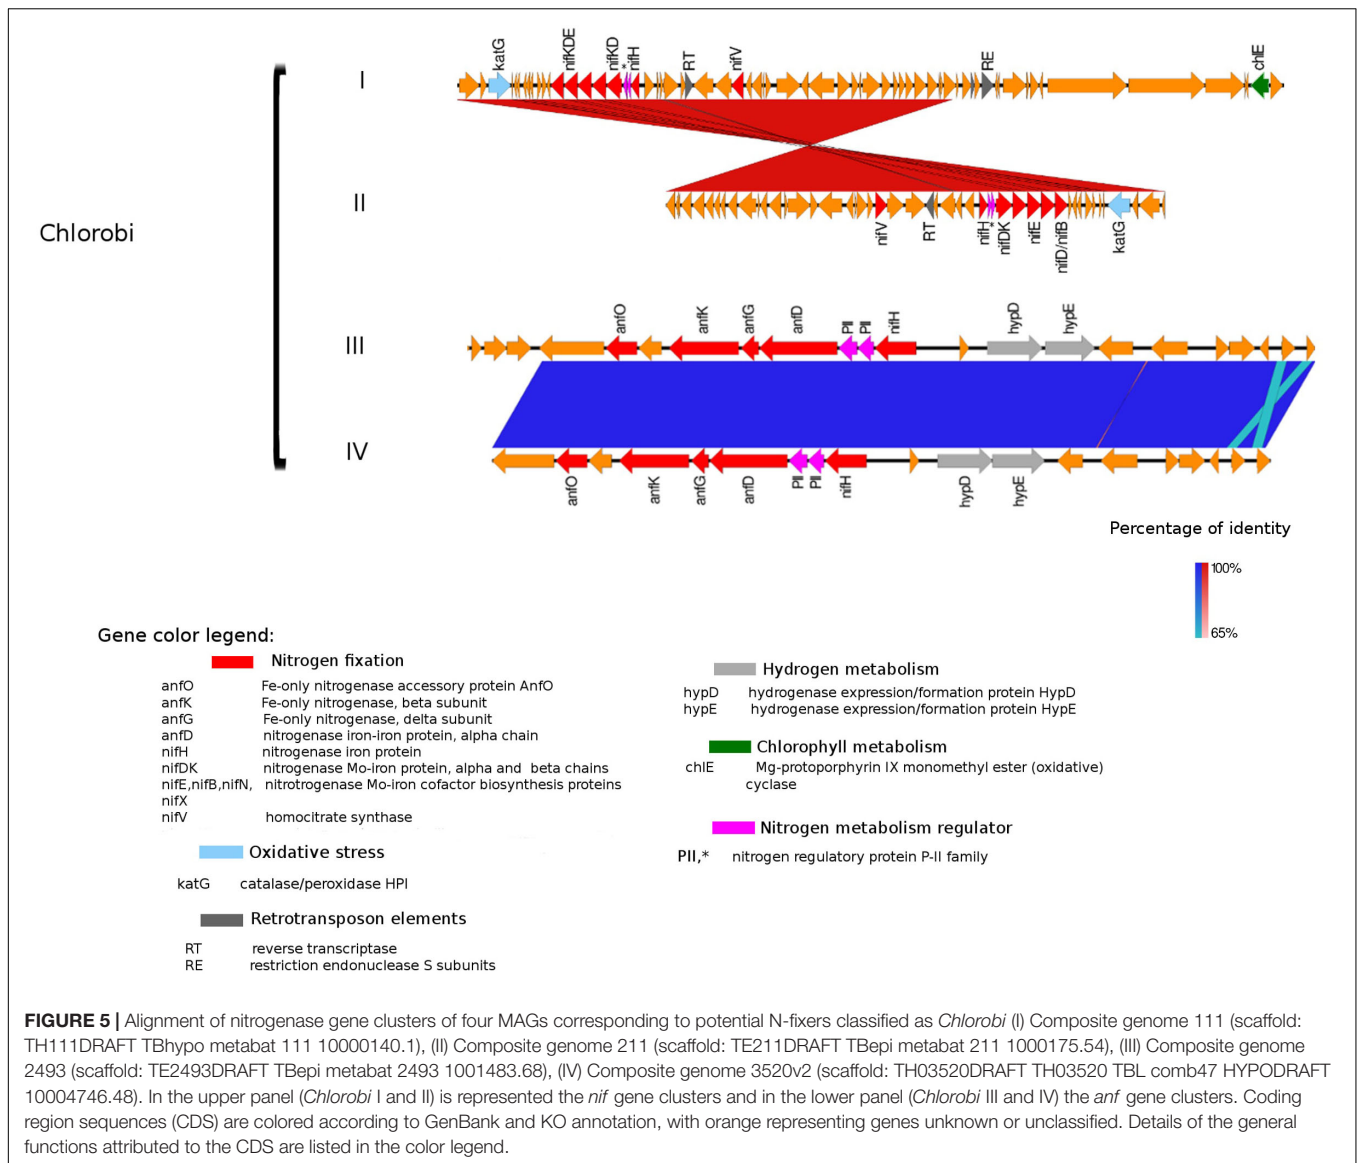 katG nifKDE nifKD * nifH RT nifV RE chlE
I
II
Chlorobi
nifV RT nifH * nifDK nifE nifD/nifB katG
anfO anfK anfG anfD PII PII nifH hypD hypE
III
IV
anfO anfK anfG anfD PII PII nifH hypD hypE
Percentage of identity
100%
65%
Gene color legend:
Nitrogen fixation
anfO Fe-only nitrogenase accessory protein AnfO
anfK Fe-only nitrogenase, beta subunit
anfG Fe-only nitrogenase, delta subunit
anfD nitrogenase iron-iron protein, alpha chain
nifH nitrogenase iron protein
nifDK nitrogenase Mo-iron protein, alpha and beta chains
nifE,nifB,nifN, nitrotrogenase Mo-iron cofactor biosynthesis proteins
nifX
nifV homocitrate synthase
Oxidative stress
katG catalase/peroxidase HPI
Retrotransposon elements
RT reverse transcriptase
RE restriction endonuclease S subunits
Hydrogen metabolism
hypD hydrogenase expression/formation protein HypD
hypE hydrogenase expression/formation protein HypE
Chlorophyll metabolism
chlE Mg-protoporphyrin IX monomethyl ester (oxidative)
cyclase
Nitrogen metabolism regulator
PII,* nitrogen regulatory protein P-II family
FIGURE 5 | Alignment of nitrogenase gene clusters of four MAGs corresponding to potential N-fixers classified as Chlorobi (I) Composite genome 111 (scaffold:
TH111DRAFT TBhypo metabat 111 10000140.1), (II) Composite genome 211 (scaffold: TE211DRAFT TBepi metabat 211 1000175.54), (III) Composite genome
2493 (scaffold: TE2493DRAFT TBepi metabat 2493 1001483.68), (IV) Composite genome 3520v2 (scaffold: TH03520DRAFT TH03520 TBL comb47 HYPODRAFT
10004746.48). In the upper panel (Chlorobi I and II) is represented the nif gene clusters and in the lower panel (Chlorobi III and IV) the anf gene clusters. Coding
region sequences (CDS) are colored according to GenBank and KO annotation, with orange representing genes unknown or unclassified. Details of the general
functions attributed to the CDS are listed in the color legend.